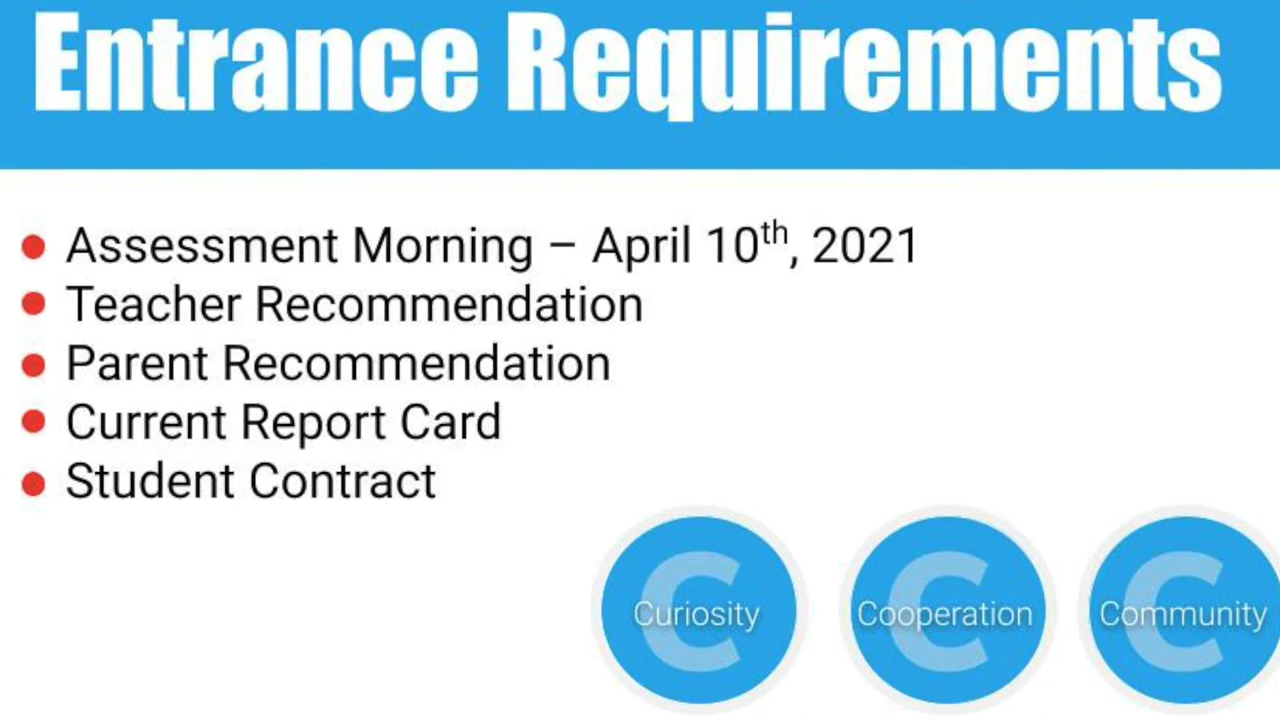 Entrance Requirements
● Assessment Morning – April 10th, 2021
● Teacher Recommendation
● Parent Recommendation
● Current Report Card
● Student Contract
C C C
Curiosity Cooperation Community